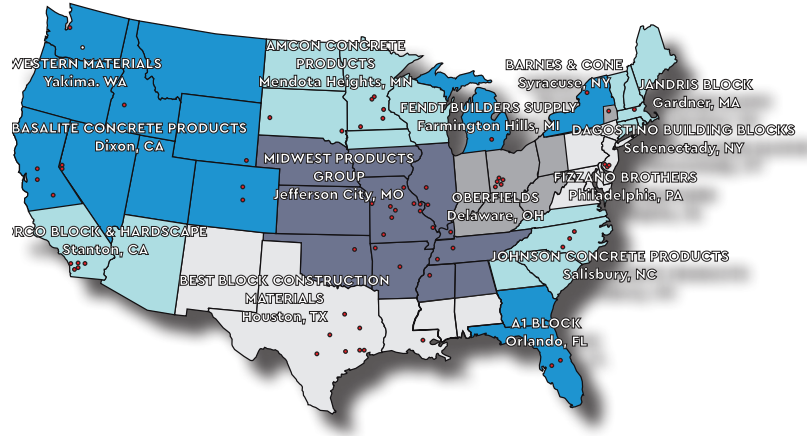 AMCON CONCRETE
PRODUCTS
Mendota Heights, MN
WESTERN MATERIALS
Yakima. WA
BARNES & CONE
Syracuse, NY
JANDRIS BLOCK
Gardner, MA
FENDT BUILDERS SUPPLY
Farmington Hills, MI
BASALITE CONCRETE PRODUCTS
Dixon, CA
DAGOSTINO BUILDING BLOCKS
Schenectady, NY
MIDWEST PRODUCTS
GROUP
Jefferson City, MO
FIZZANO BROTHERS
Philadelphia, PA
OBERFIELDS
Delaware, OH
ORCO BLOCK & HARDSCAPE
Stanton, CA
JOHNSON CONCRETE PRODUCTS
Salisbury, NC
BEST BLOCK CONSTRUCTION
MATERIALS
Houston, TX
A1 BLOCK
Orlando, FL